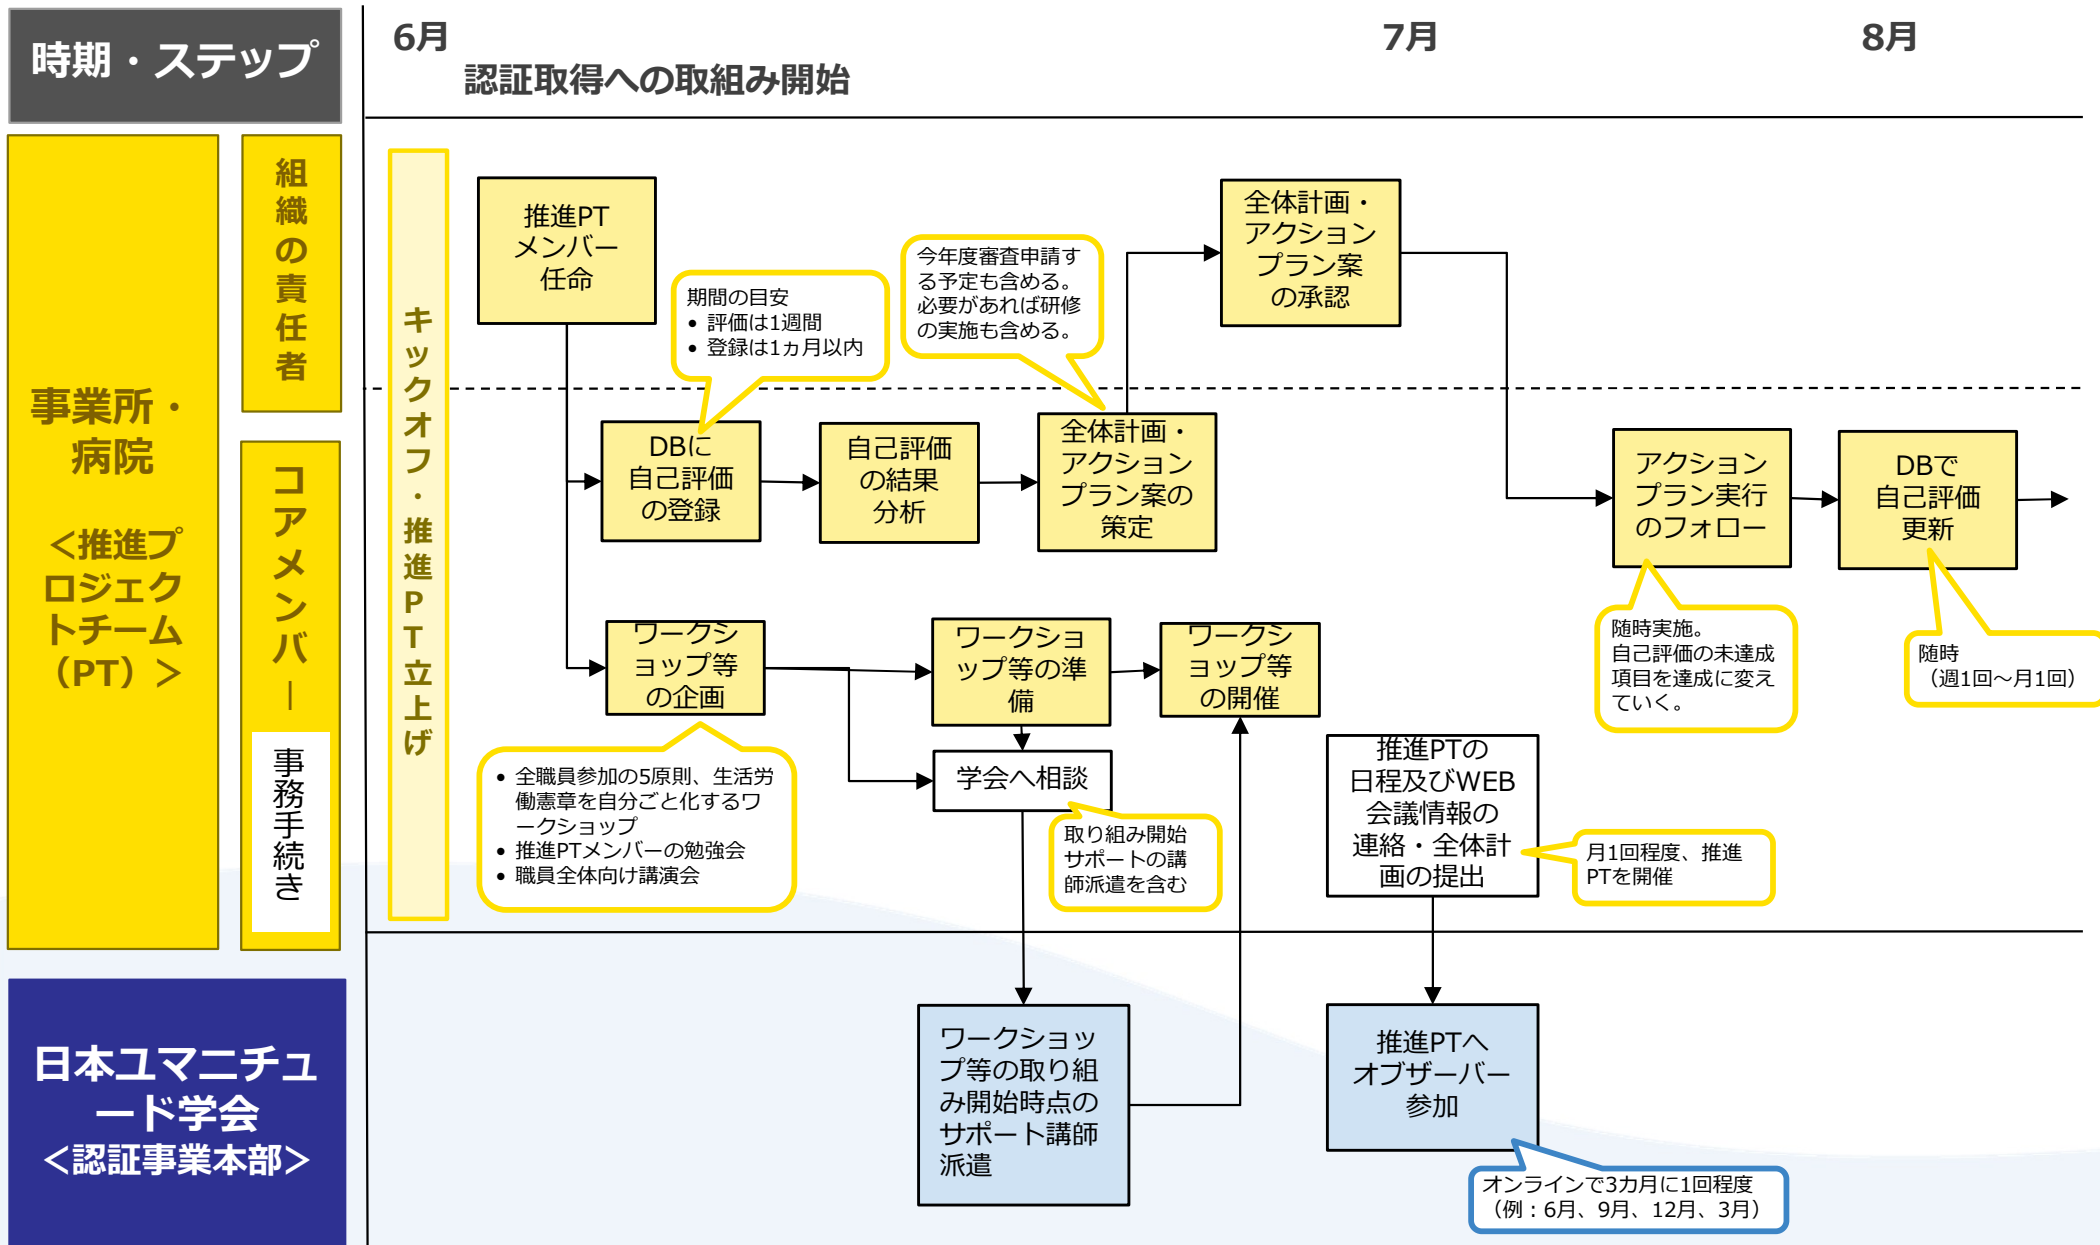 時期・ステップ
6月
7月
8月
認証取得への取組み開始
事業所・
病院
＜推進プ
ロジェク
トチーム
（PT）＞
組織の責任者
コアメンバー
事務手続き
キックオフ・推進PT立上げ
推進PT
メンバー
任命
期間の目安
• 評価は1週間
• 登録は1ヵ月以内
今年度審査申請す
る予定も含める。
必要があれば研修
の実施も含める。
全体計画・
アクション
プラン案
の承認
DBに
自己評価
の登録
自己評価
の結果
分析
全体計画・
アクション
プラン案の
策定
アクション
プラン実行
のフォロー
DBで
自己評価
更新
随時実施。
自己評価の未達成
項目を達成に変え
ていく。
随時
（週1回～月1回）
ワークシ
ョップ等
の企画
ワークショ
ップ等の準
備
ワークシ
ョップ等
の開催
• 全職員参加の5原則、生活労
働憲章を自分ごと化するワ
ークショップ
• 推進PTメンバーの勉強会
• 職員全体向け講演会
学会へ相談
取り組み開始
サポートの講
師派遣を含む
推進PTの
日程及びWEB
会議情報の
連絡・全体計
画の提出
月1回程度、推進
PTを開催
日本ユマニチュ
ード学会
＜認証事業本部＞
ワークショッ
プ等の取り組
み開始時点の
サポート講師
派遣
推進PTへ
オブザーバー
参加
オンラインで3カ月に1回程度
（例：6月、9月、12月、3月）